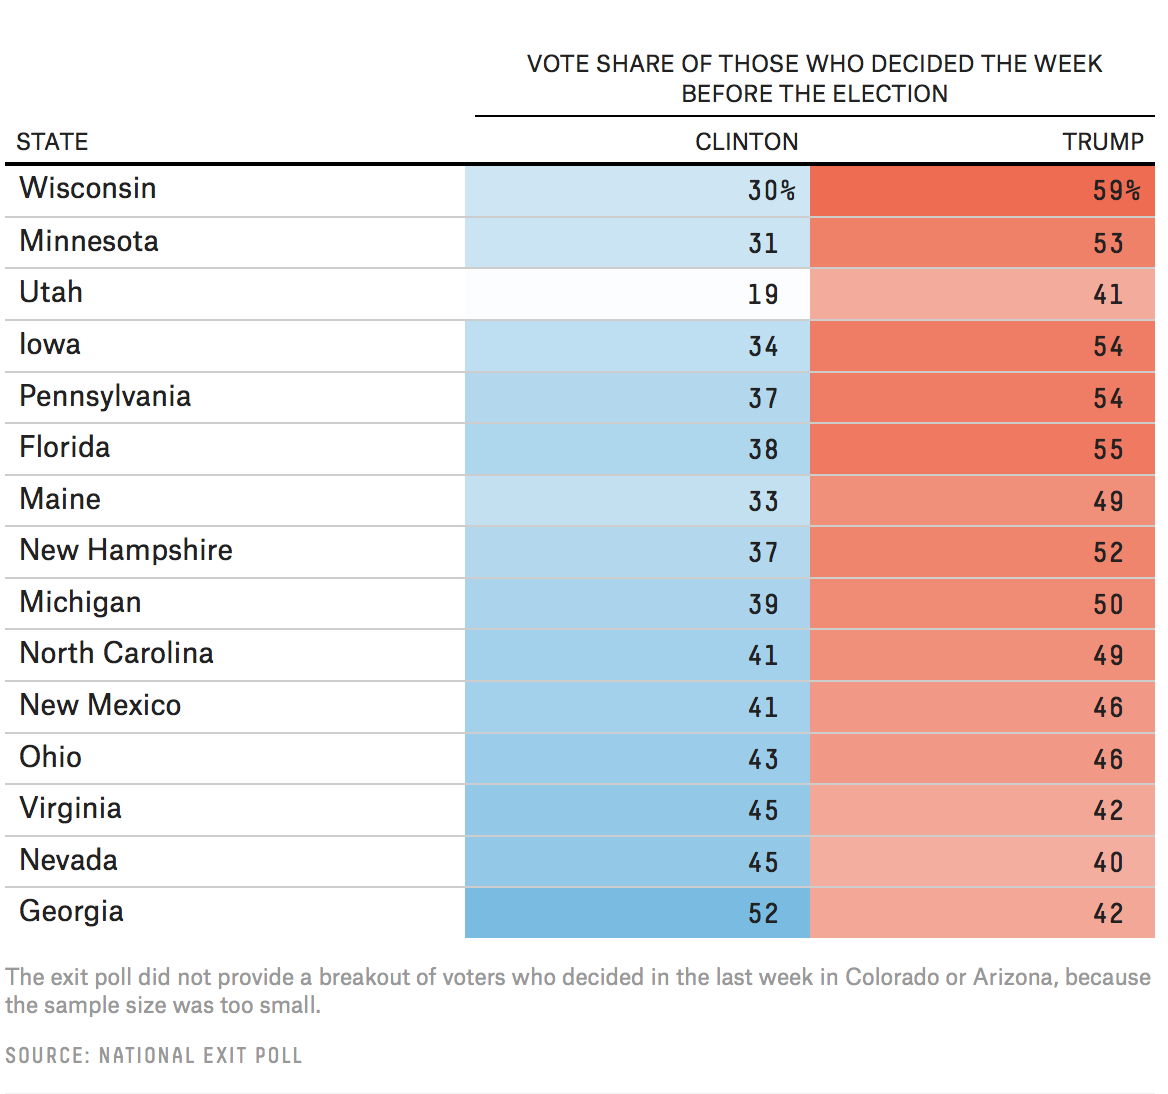 VOTE SHARE OF THOSE WHO DECIDED THE WEEK
BEFORE THE ELECTION
STATE CLINTON TRUMP
Wisconsin 30% 59%
Minnesota 31 53
Utah 19 41
Iowa 34 54
Pennsylvania 37 54
Florida 38 55
Maine 33 49
New Hampshire 37 52
Michigan 39 50
North Carolina 41 49
New Mexico 41 46
Ohio 43 46
Virginia 45 42
Nevada 45 40
Georgia 52 42
The exit poll did not provide a breakout of voters who decided in the last week in Colorado or Arizona, because
the sample size was too small.
SOURCE: NATIONAL EXIT POLL